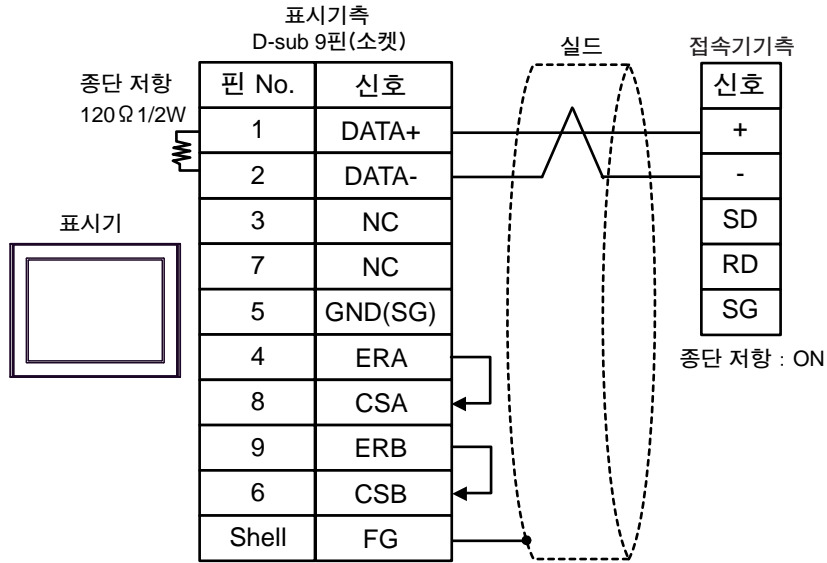 표시기측
D-sub 9핀(소켓)
실드
접속기기측
종단 저항
120Ω1/2W
핀 No. 신호 신호
1 DATA+ +
2 DATA- -
3 NC SD
표시기
7 NC RD
5 GND(SG) SG
4 ERA
종단 저항 : ON
8 CSA
9 ERB
6 CSB
Shell FG